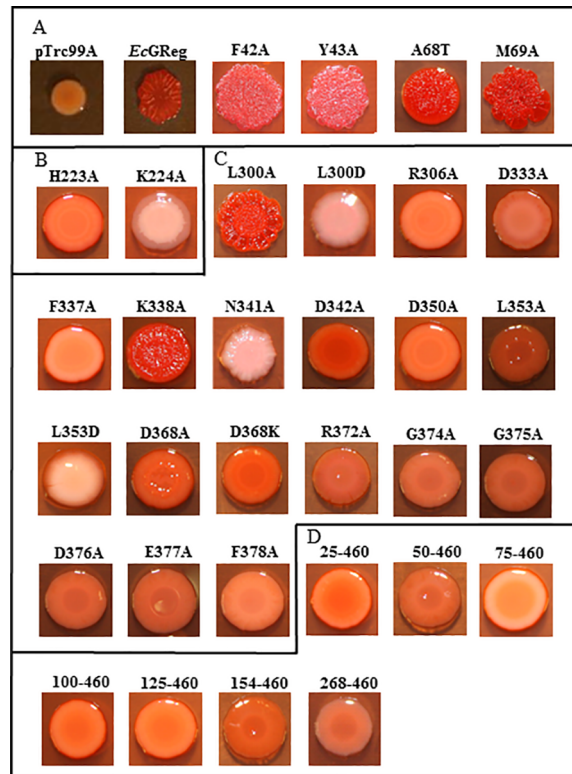 A
pTrc99A EcGReg F42A Y43A A68T M69A
B
H223A K224A
C
L300A L300D R306A D333A
F337A K338A N341A D342A D350A L353A
L353D D368A D368K R372A G374A G375A
D376A E377A F378A
D
25-460 50-460 75-460
100-460 125-460 154-460 268-460